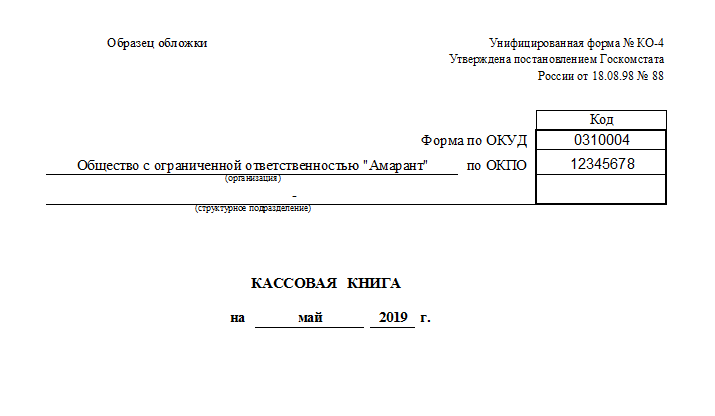 Образец обложки
Унифицированная форма № КО-4
Утверждена постановлением Госкомстата
России от 18.08.98 № 88
Код
Форма по ОКУД 0310004
Общество с ограниченной ответственностью "Амарант" по ОКПО 12345678
(организация)
-
(структурное подразделение)
КАССОВАЯ КНИГА
на май 2019 г.